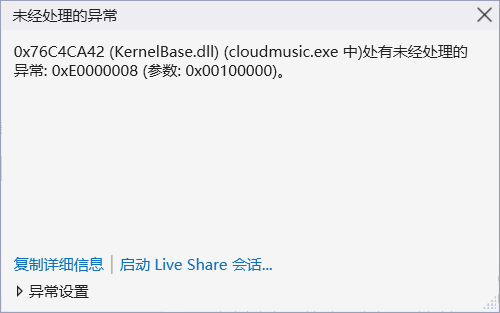 未经处理的异常
0x76C4CA42 (KernelBase.dll) (cloudmusic.exe 中)处有未经处理的
异常: 0xE0000008 (参数: 0x00100000)。
复制详细信息 | 启动 Live Share 会话...
异常设置